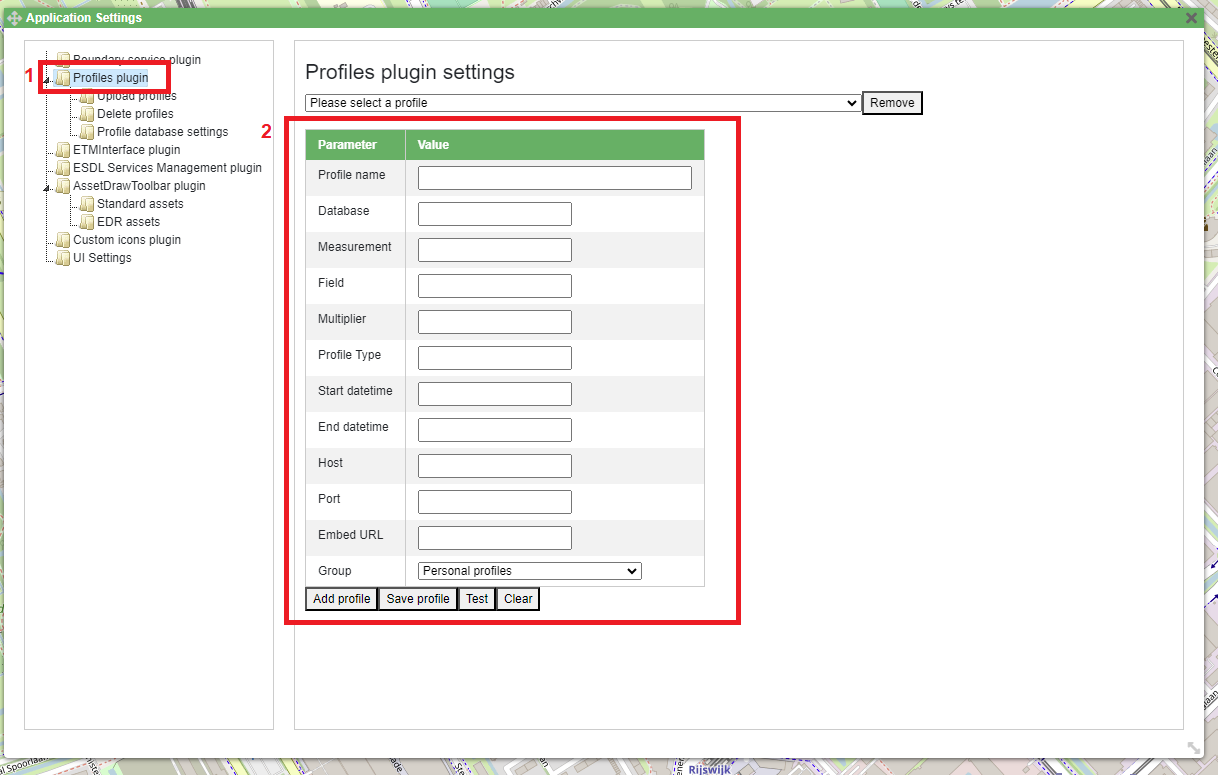 Application Settings
Boundary service plugin
1
Profiles plugin
Upload profiles
Delete profiles
Profile database settings
ETMInterface plugin
ESDL Services Management plugin
AssetDrawToolbar plugin
Standard assets
EDR assets
Custom icons plugin
UI Settings
Profiles plugin settings
Please select a profile
Remove
2
Parameter Value
Profile name
Database
Measurement
Field
Multiplier
Profile Type
Start datetime
End datetime
Host
Port
Embed URL
Group Personal profiles
Add profile Save profile Test Clear
Rijswijk